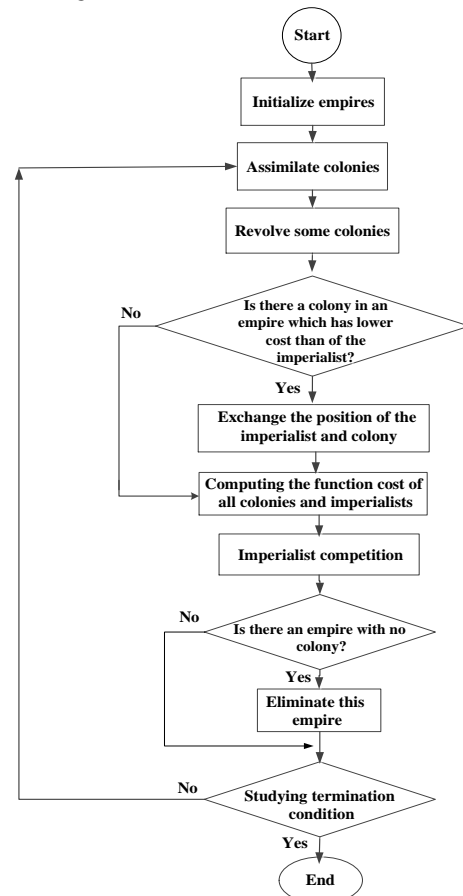 Start
Initialize empires
Assimilate colonies
Revolve some colonies
Is there a colony in an
empire which has lower
cost than of the
imperialist?
No
Yes
Exchange the position of the
imperialist and colony
Computing the function cost of
all colonies and imperialists
Imperialist competition
No
Is there an empire with no
colony?
Yes
Eliminate this
empire
No
Studying termination
condition
Yes
End